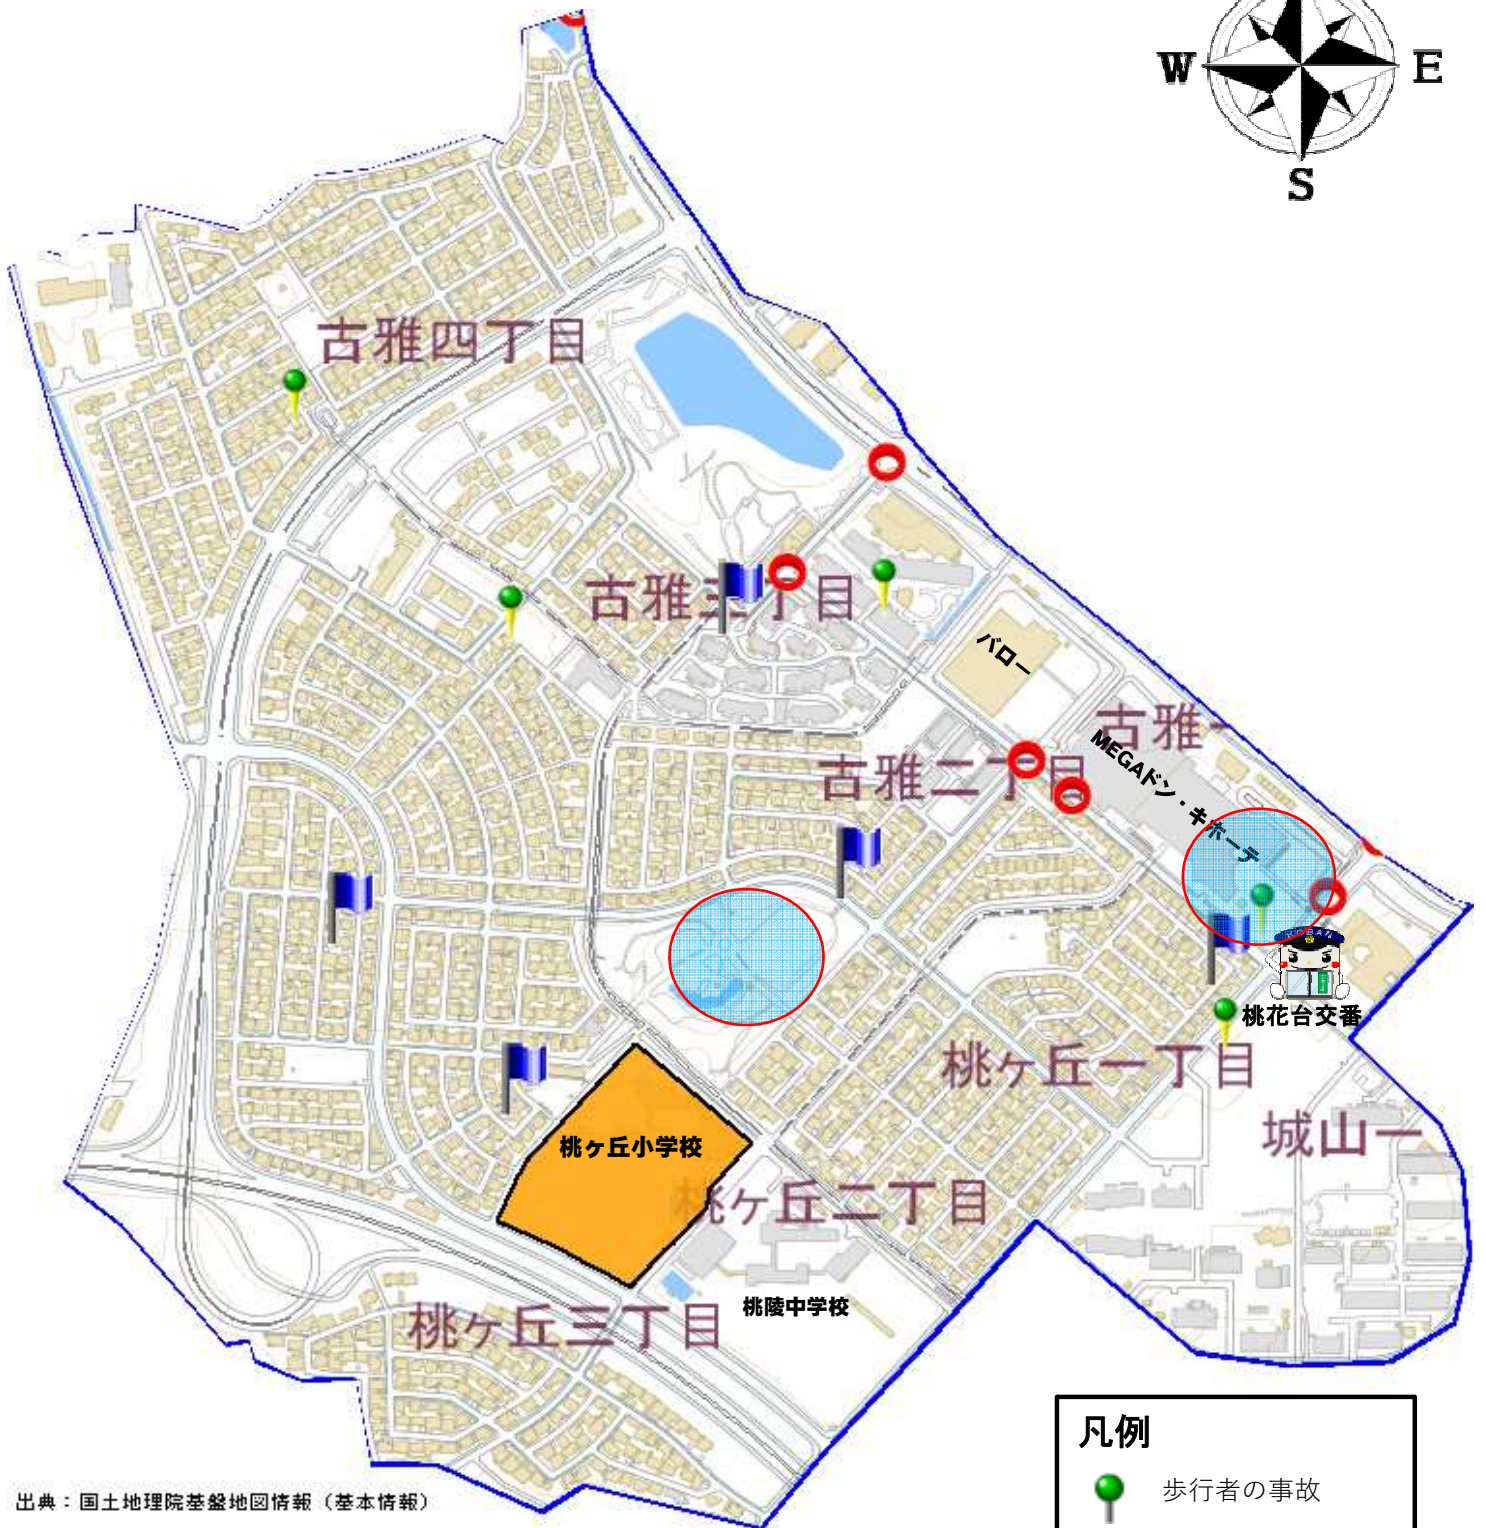 W
E
S
古雅四丁目
古雅三丁目
バロー
古雅一
MEGAドン・キホーテ
古雅二丁目
KOBAN
桃花台交番
桃ヶ丘一丁目
城山一
桃ヶ丘小学校
桃ヶ丘二丁目
桃陵中学校
桃ヶ丘三丁目
凡例
歩行者の事故
出典：国土地理院基盤地図情報（基本情報）